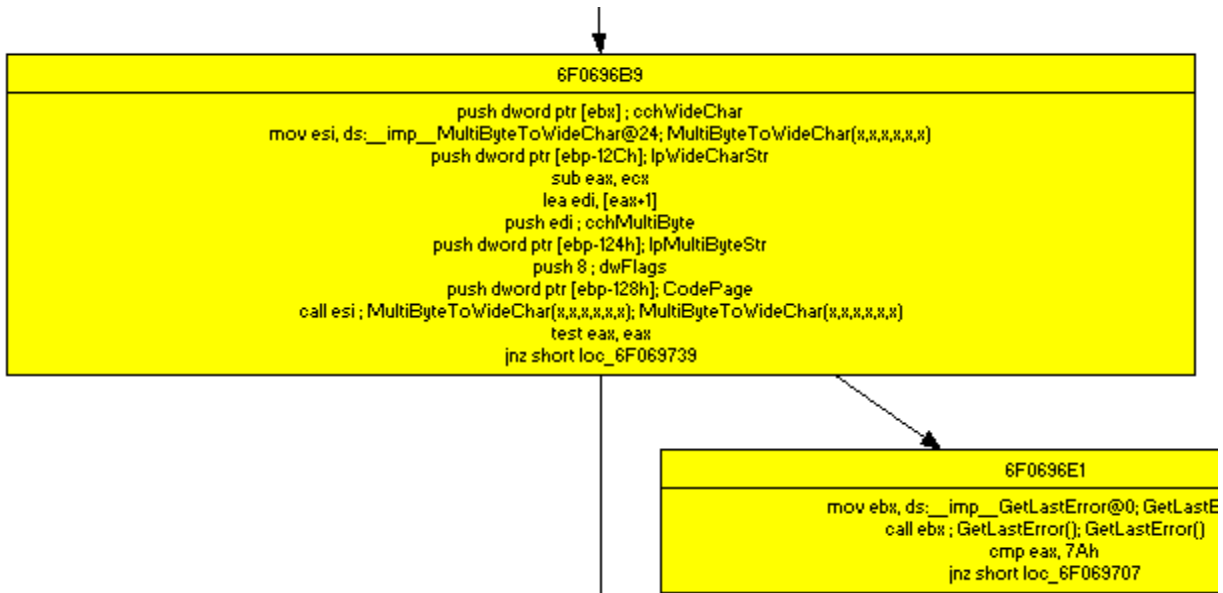 6F0696B9
push dword ptr [ebx] ; cchWideChar
mov esi, ds:__imp__MultiByteToWideChar@24; MultiByteToWideChar(x,x,x,x,x,x)
push dword ptr [ebp-12Ch]; lpWideCharStr
sub eax, ecx
lea edi, [eax+1]
push edi ; cchMultiByte
push dword ptr [ebp-124h]; lpMultiByteStr
push 8 ; dwFlags
push dword ptr [ebp-128h]; CodePage
call esi ; MultiByteToWideChar(x,x,x,x,x,x); MultiByteToWideChar(x,x,x,x,x,x)
test eax, eax
jnz short loc_6F069739
6F0696E1
mov ebx, ds:__imp__GetLastError@0; GetLastE
call ebx ; GetLastError(); GetLastError()
cmp eax, 7Ah
jnz short loc_6F069707